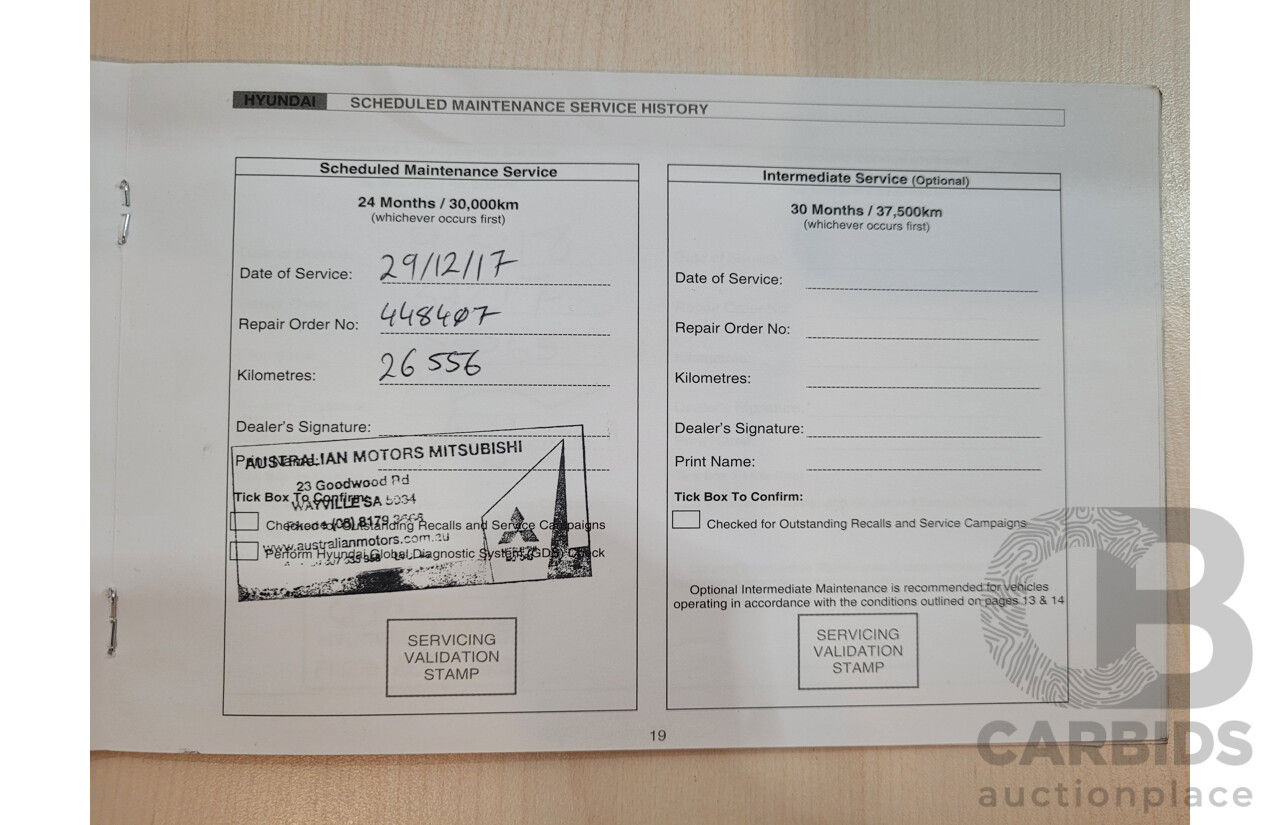 HYUNDAI SCHEDULED MAINTENANCE SERVICE HISTORY
Scheduled Maintenance Service
24 Months / 30,000km
(whichever occurs first)
Date of Service: 29/12/17
Repair Order No: 448407
Kilometres: 26 556
Dealer's Signature:
AUSTRALIAN MOTORS MITSUBISHI
23 Goodwood Rd
Tick Box To Confirm:
WAYVILLE SA 5034
(08) 8179
Checked for Outstanding Recalls and Service Campaigns
www.australianmotors.com.au
Perform Hyundai Global Diagnostic System (GDS) Check
SERVICING
VALIDATION
STAMP
Intermediate Service (Optional)
30 Months / 37,500km
(whichever occurs first)
Date of Service:
Repair Order No:
Kilometres:
Dealer's Signature:
Print Name:
Tick Box To Confirm:
Checked for Outstanding Recalls and Service Campaigns
Optional Intermediate Maintenance is recommended for vehicles
operating in accordance with the conditions outlined on pages 13 & 14
SERVICING
VALIDATION
STAMP
19
CB
CARBIDS
auctionplace